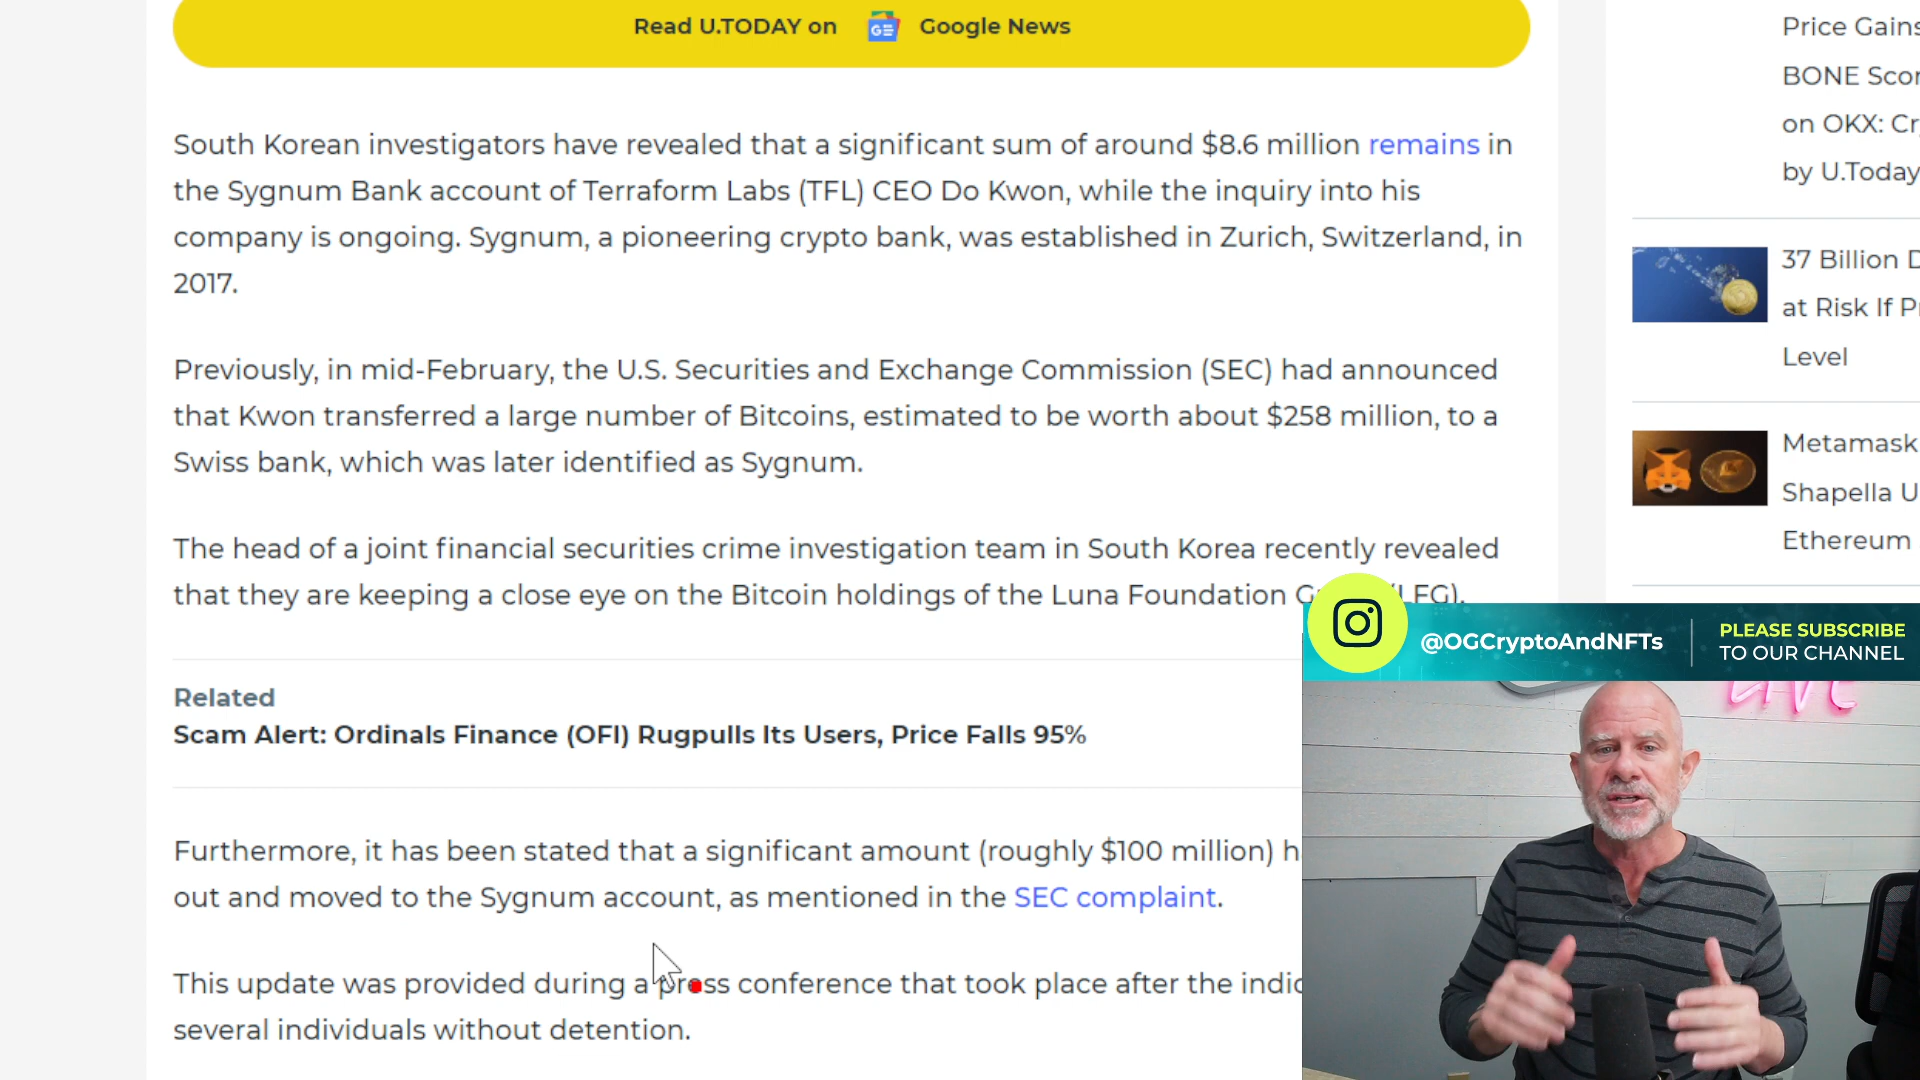 Read U.TODAY on Google News
South Korean investigators have revealed that a significant sum of around $8.6 million remains in
the Sygnum Bank account of Terraform Labs (TFL) CEO Do Kwon, while the inquiry into his
company is ongoing. Sygnum, a pioneering crypto bank, was established in Zurich, Switzerland, in
2017.
Previously, in mid-February, the U.S. Securities and Exchange Commission (SEC) had announced
that Kwon transferred a large number of Bitcoins, estimated to be worth about $258 million, to a
Swiss bank, which was later identified as Sygnum.
The head of a joint financial securities crime investigation team in South Korea recently revealed
that they are keeping a close eye on the Bitcoin holdings of the Luna Foundation (LFG).
Related
Scam Alert: Ordinals Finance (OFI) Rugpulls Its Users, Price Falls 95%
Furthermore, it has been stated that a significant amount (roughly $100 million)
out and moved to the Sygnum account, as mentioned in the SEC complaint.
This update was provided during a press conference that took place after the
several individuals without detention.
Price Gains
BONE
on OKX:
by U.Today
37 Billion
at Risk If
Level
Metamask
Shapella
Ethereum
@OGCryptoAndNFTs
PLEASE SUBSCRIBE
TO OUR CHANNEL
LIVE